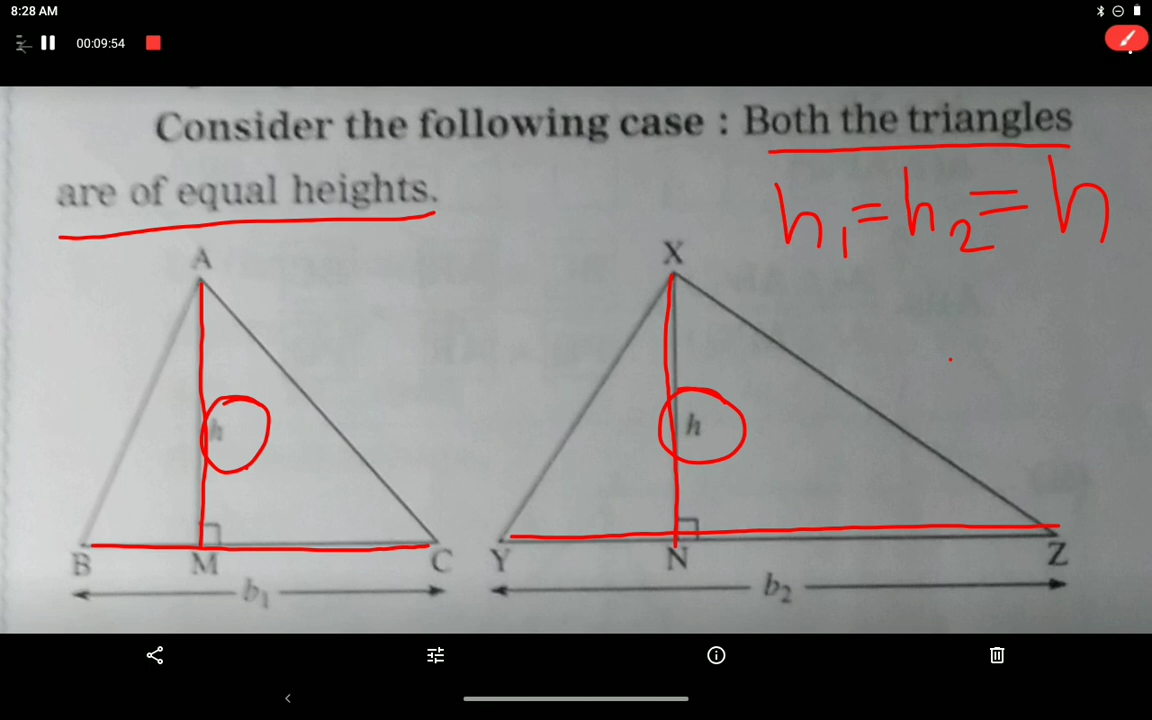 8:28 AM
00:09:54
Consider the following case : Both the triangles
are of equal heights.
h₁ = h₂ = h
A
X
h
h
B
M
C
Y
N
Z
b₁
b₂